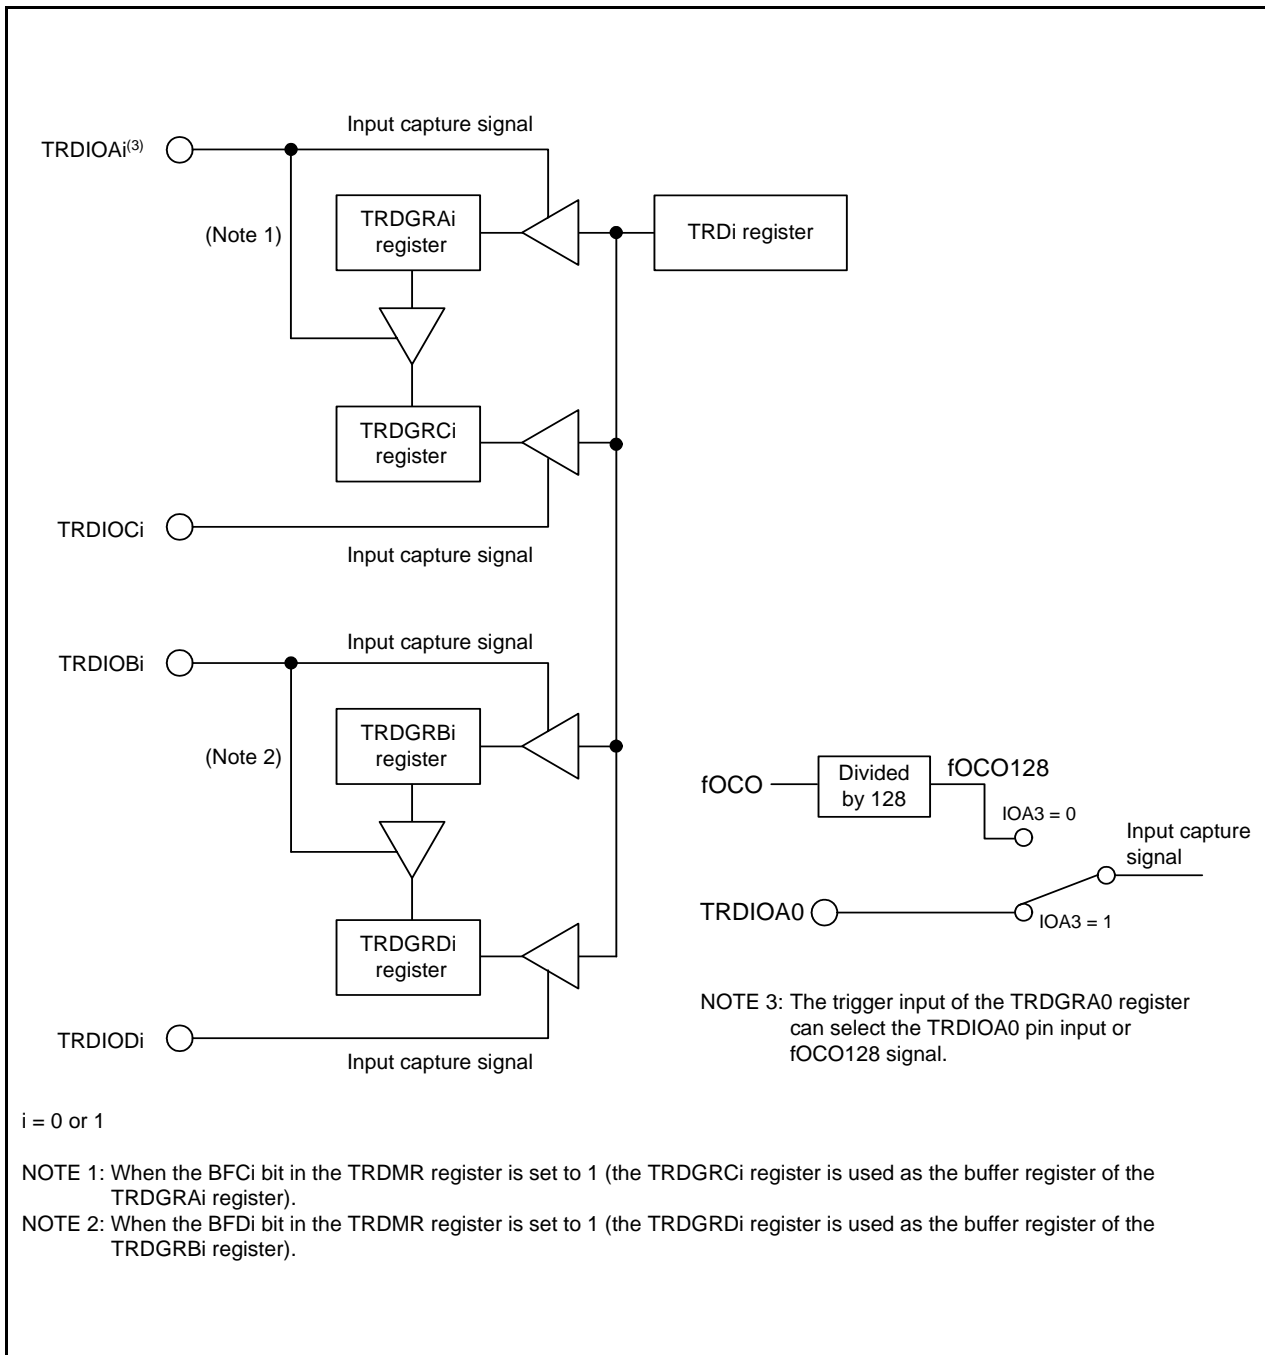 Input capture signal
TRDIOAi(3)
TRDGRAi
register
(Note 1)
TRDi register
TRDGRCi
register
TRDIOCi
Input capture signal
Input capture signal
TRDIOBi
TRDGRBi
register
(Note 2)
TRDGRDi
register
TRDIODi
Input capture signal
fOCO
Divided
by 128
fOCO128
IOA3 = 0
Input capture
signal
TRDIOA0
IOA3 = 1
NOTE 3: The trigger input of the TRDGRA0 register
can select the TRDIOA0 pin input or
fOCO128 signal.
i = 0 or 1
NOTE 1: When the BFCi bit in the TRDMR register is set to 1 (the TRDGRCi register is used as the buffer register of the
TRDGRAi register).
NOTE 2: When the BFDi bit in the TRDMR register is set to 1 (the TRDGRDi register is used as the buffer register of the
TRDGRBi register).